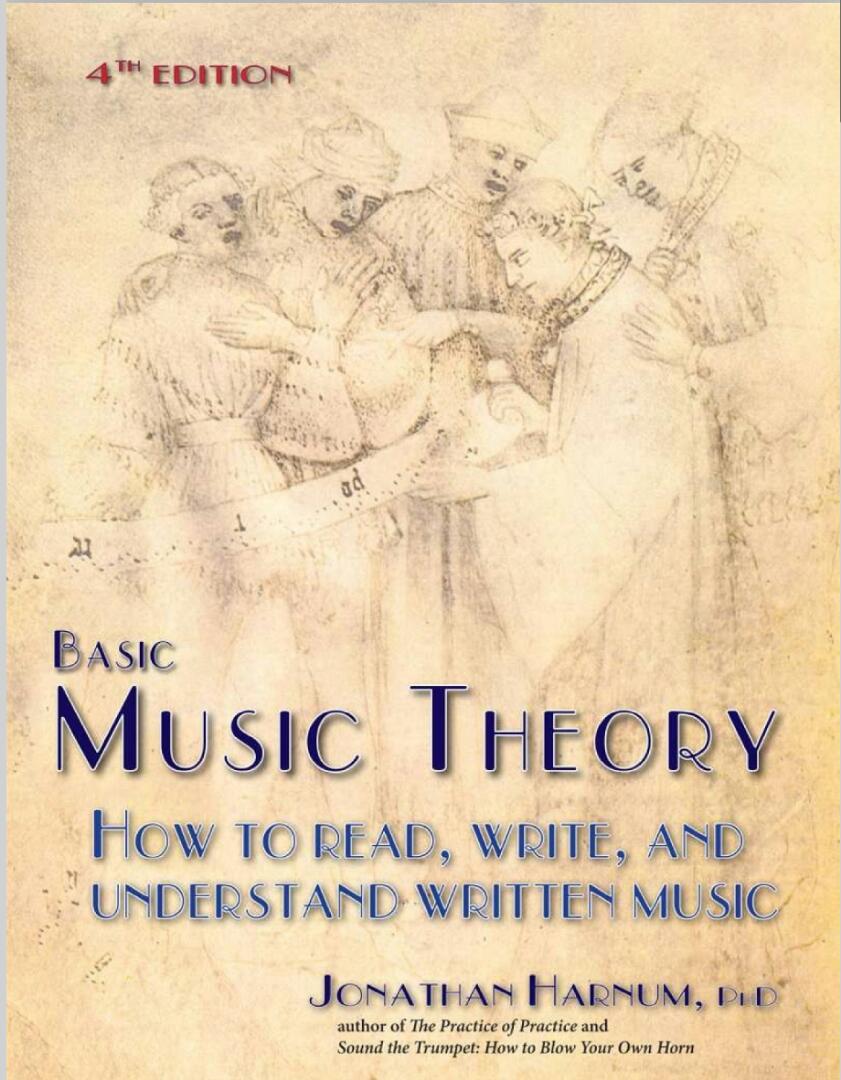 4TH EDITION
BASIC
MUSIC THEORY
HOW TO READ, WRITE, AND
UNDERSTAND WRITTEN MUSIC
JONATHAN HARNUM, PHD
author of The Practice of Practice and
Sound the Trumpet: How to Blow Your Own Horn